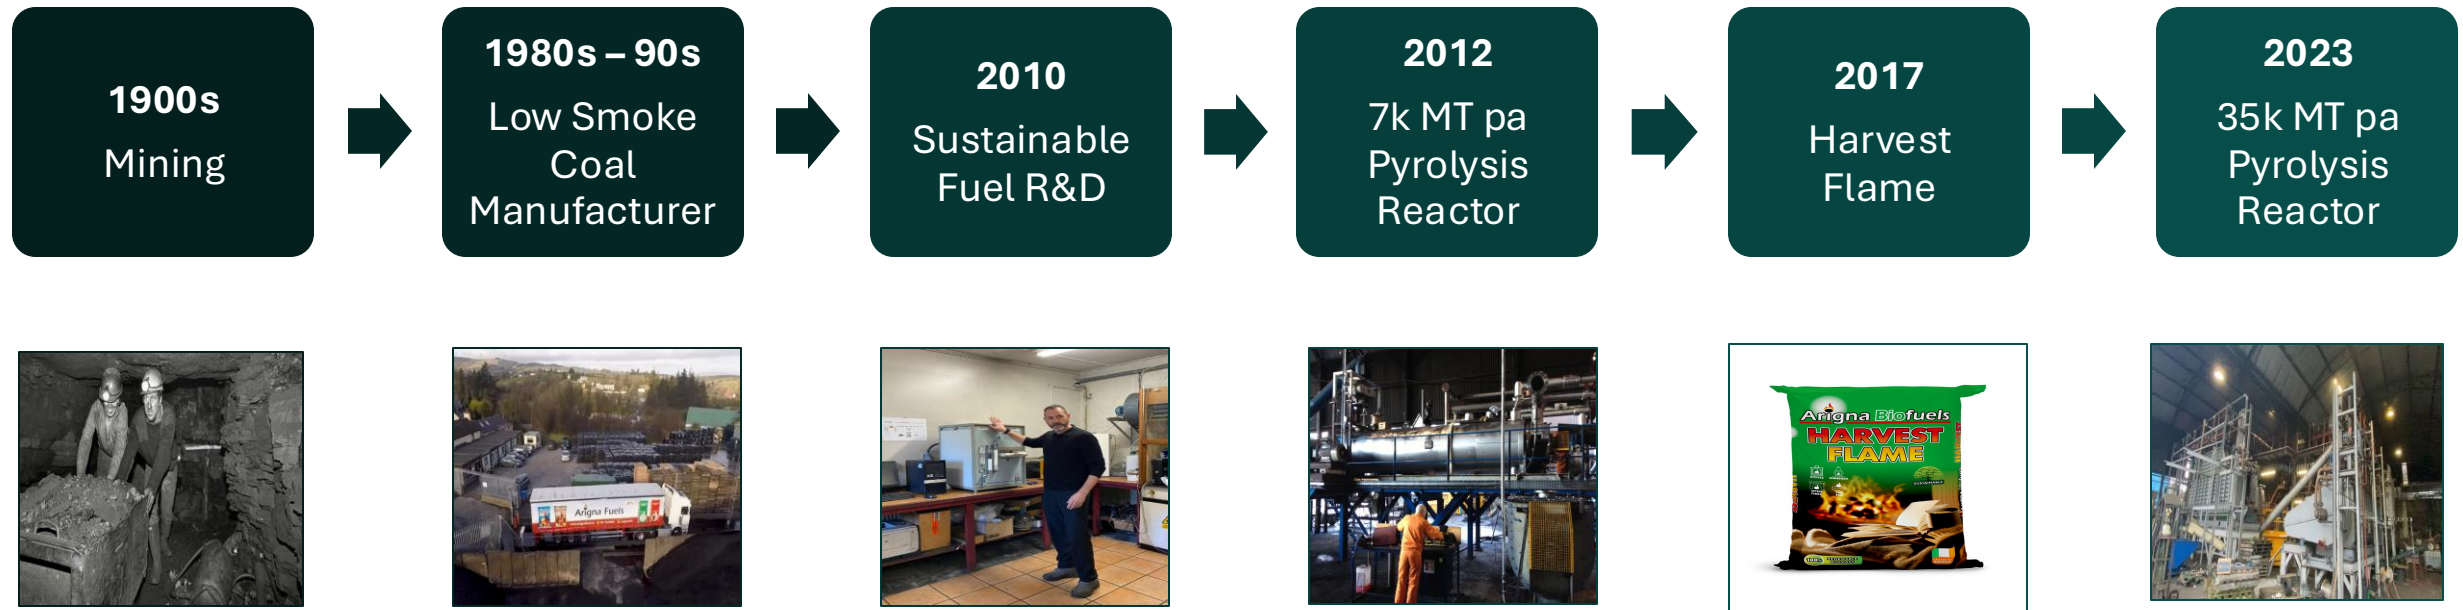 1900s
Mining
1980s – 90s
Low Smoke
Coal
Manufacturer
2010
Sustainable
Fuel R&D
2012
7k MT pa
Pyrolysis
Reactor
2017
Harvest
Flame
2023
35k MT pa
Pyrolysis
Reactor
Arigna Fuels
Arigna Biofuels
HARVEST
FLAME